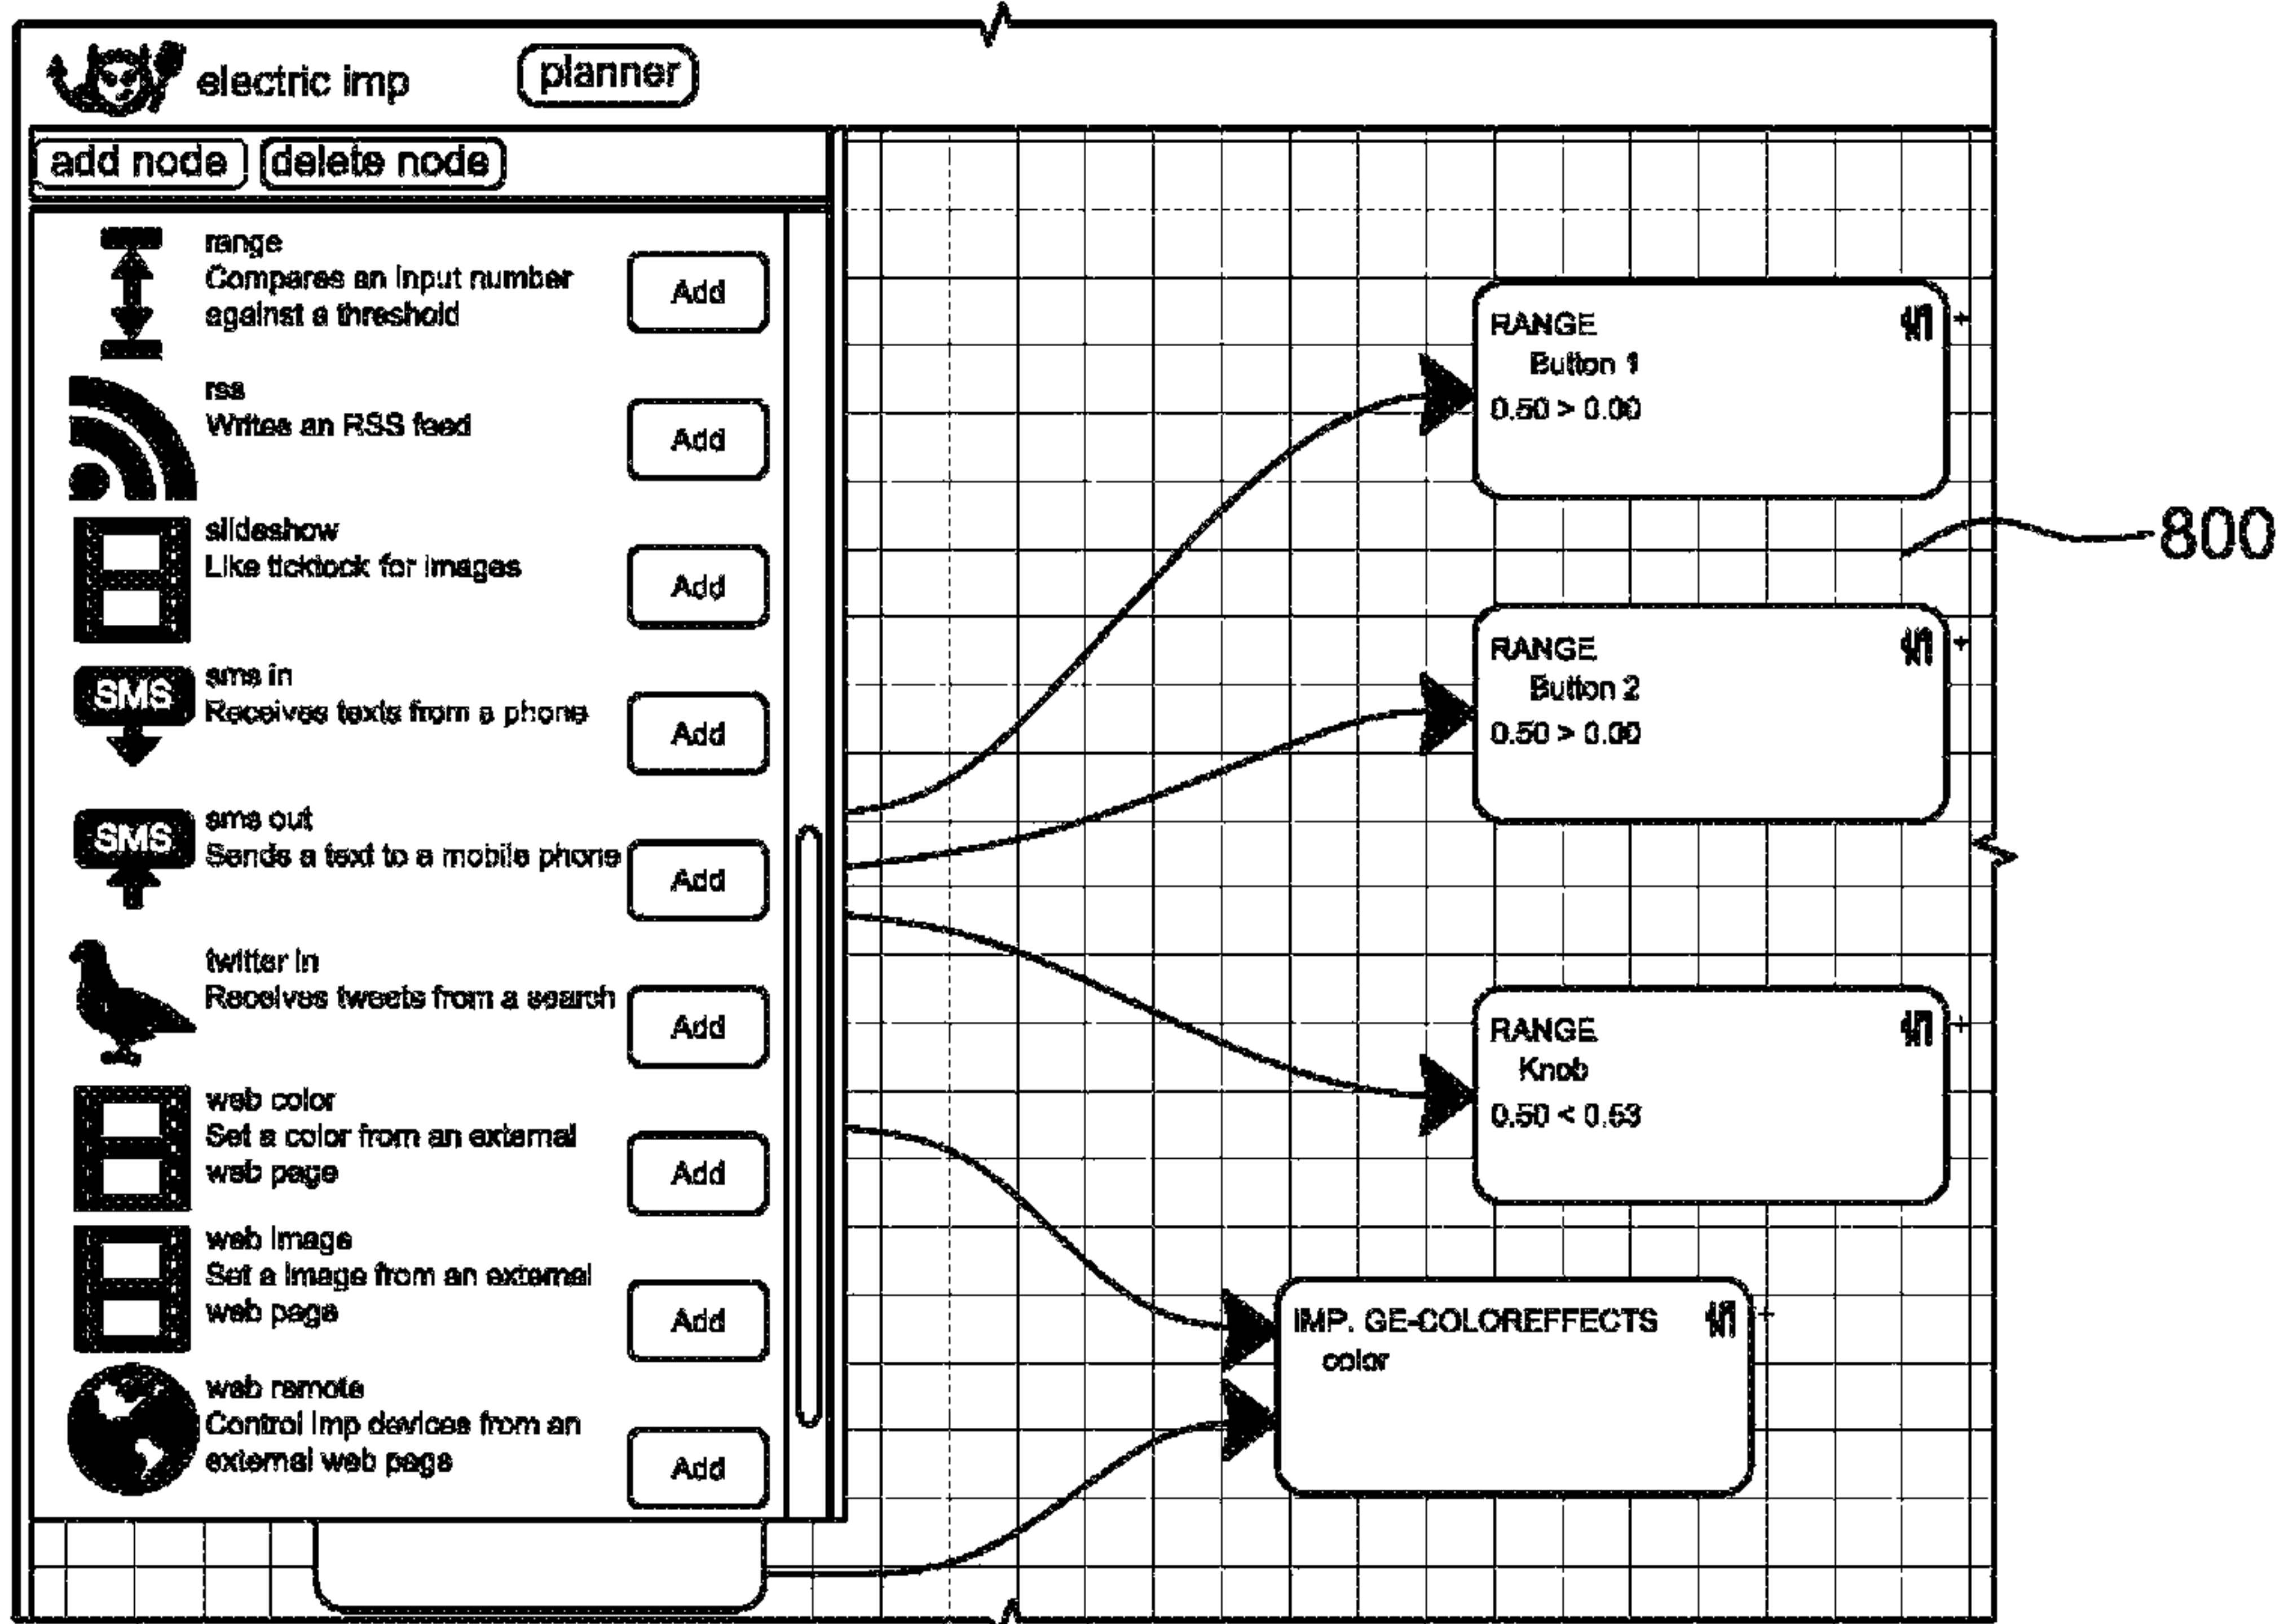 electric imp
planner
add node
delete node
range
Compares an input number
against a threshold
Add
rss
Writes an RSS feed
Add
slideshow
Like ticktock for images
Add
SMS
sms in
Receives texts from a phone
Add
SMS
sms out
Sends a text to a mobile phone
Add
twitter in
Receives tweets from a search
Add
web color
Set a color from an external
web page
Add
web image
Set a image from an external
web page
Add
web remote
Control imp devices from an
external web page
Add
RANGE
Button 1
0.50 > 0.00
800
RANGE
Button 2
0.50 > 0.00
RANGE
Knob
0.50 < 0.53
IMP. GE-COLOREFFECTS
color